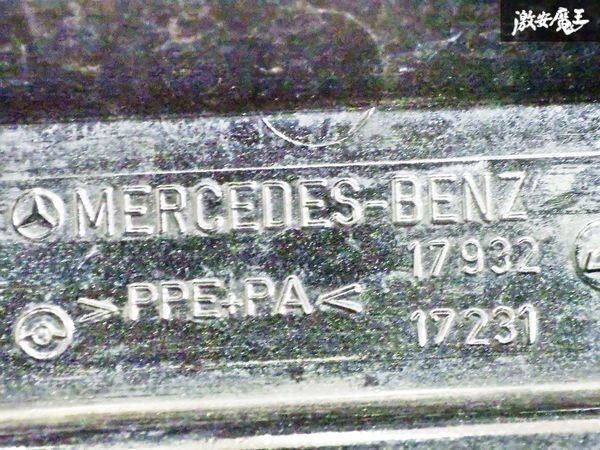 激安魔王
MERCEDES-BENZ
17932
>PPE+PA<
17231